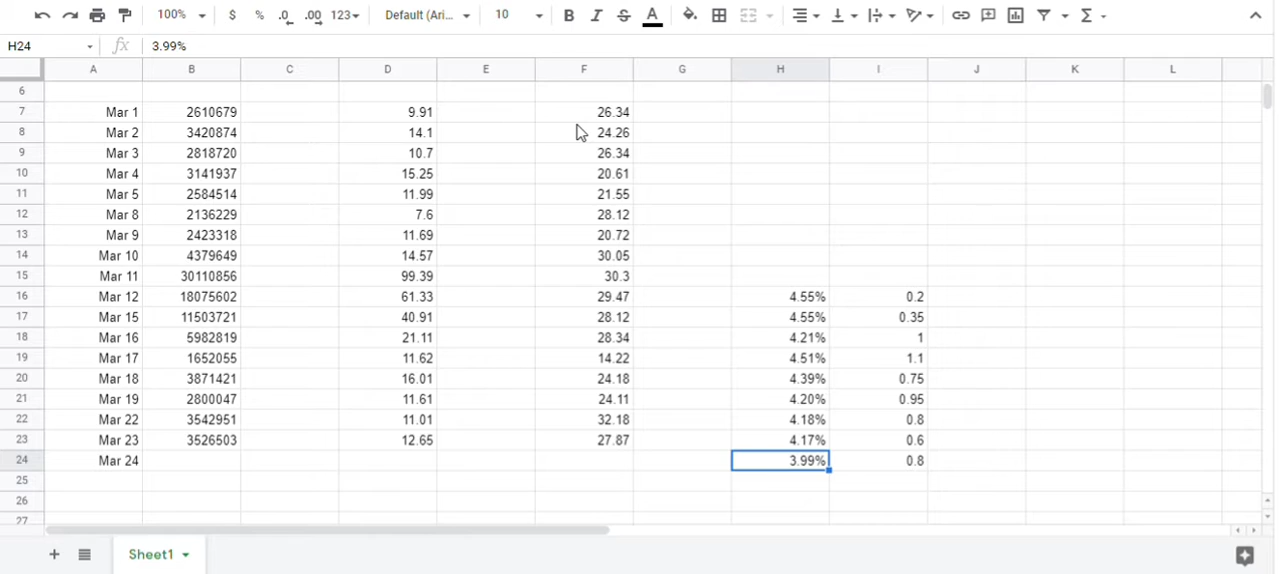 100% $ % .0 .00 123 Default (Ari... 10 B I S A Σ
H24 fx 3.99%
A B C D E F G H I J K L
6
7 Mar 1 2610679 9.91 26.34
8 Mar 2 3420874 14.1 24.26
9 Mar 3 2818720 10.7 26.34
10 Mar 4 3141937 15.25 20.61
11 Mar 5 2584514 11.99 21.55
12 Mar 8 2136229 7.6 28.12
13 Mar 9 2423318 11.69 20.72
14 Mar 10 4379649 14.57 30.05
15 Mar 11 30110856 99.39 30.3
16 Mar 12 18075602 61.33 29.47 4.55% 0.2
17 Mar 15 11503721 40.91 28.12 4.55% 0.35
18 Mar 16 5982819 21.11 28.34 4.21% 1
19 Mar 17 1652055 11.62 14.22 4.51% 1.1
20 Mar 18 3871421 16.01 24.18 4.39% 0.75
21 Mar 19 2800047 11.61 24.11 4.20% 0.95
22 Mar 22 3542951 11.01 32.18 4.18% 0.8
23 Mar 23 3526503 12.65 27.87 4.17% 0.6
24 Mar 24 3.99% 0.8
25
26
27
+ Sheet1